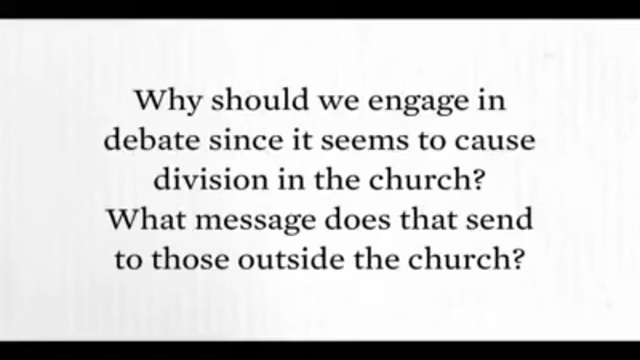 Why should we engage in
debate since it seems to cause
division in the church?
What message does that send
to those outside the church?